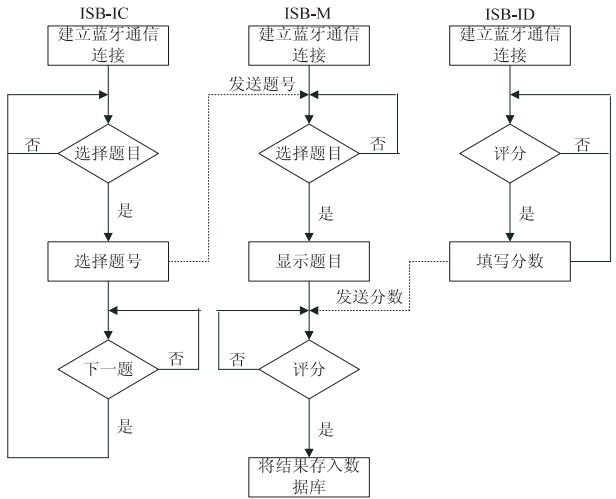 ISB-IC
ISB-M
ISB-ID
建立蓝牙通信
连接
建立蓝牙通信
连接
建立蓝牙通信
连接
发送题号
否
选择题目
选择题目
否
评分
否
是
是
是
选择题号
显示题目
填写分数
发送分数
下一题
否
否
评分
是
是
将结果存入数
据库